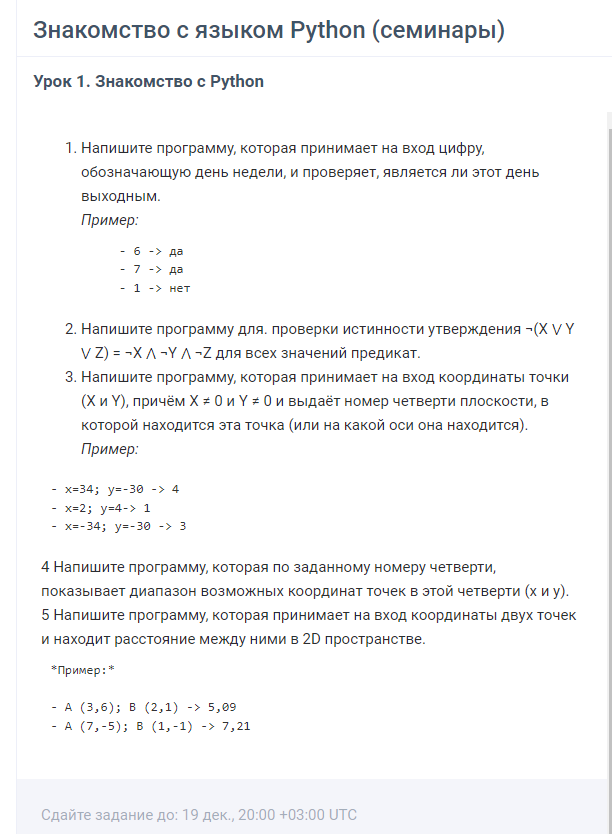 Знакомство с языком Python (семинары)
Урок 1. Знакомство с Python
1. Напишите программу, которая принимает на вход цифру,
обозначающую день недели, и проверяет, является ли этот день
выходным.
Пример:
- 6 -> да
- 7 -> да
- 1 -> нет
2. Напишите программу для. проверки истинности утверждения ¬(X ⋁ Y
⋁ Z) = ¬X ⋀ ¬Y ⋀ ¬Z для всех значений предикат.
3. Напишите программу, которая принимает на вход координаты точки
(X и Y), причём X ≠ 0 и Y ≠ 0 и выдаёт номер четверти плоскости, в
которой находится эта точка (или на какой оси она находится).
Пример:
- x=34; y=-30 -> 4
- x=2; y=4-> 1
- x=-34; y=-30 -> 3
4 Напишите программу, которая по заданному номеру четверти,
показывает диапазон возможных координат точек в этой четверти (x и y).
5 Напишите программу, которая принимает на вход координаты двух точек
и находит расстояние между ними в 2D пространстве.
*Пример:*
- A (3,6); B (2,1) -> 5,09
- A (7,-5); B (1,-1) -> 7,21
Сдайте задание до: 19 дек., 20:00 +03:00 UTC